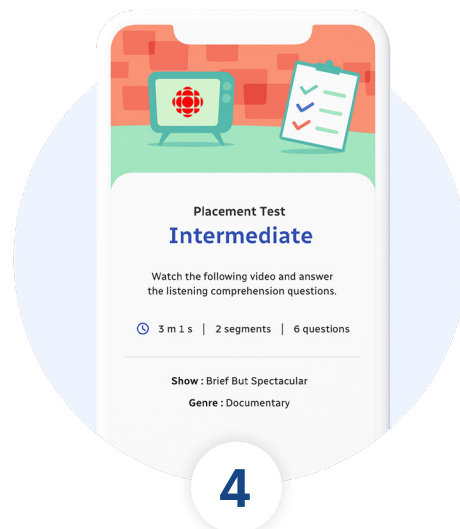 Placement Test
Intermediate
Watch the following video and answer
the listening comprehension questions.
3 m 1 s | 2 segments | 6 questions
Show : Brief But Spectacular
Genre : Documentary
4